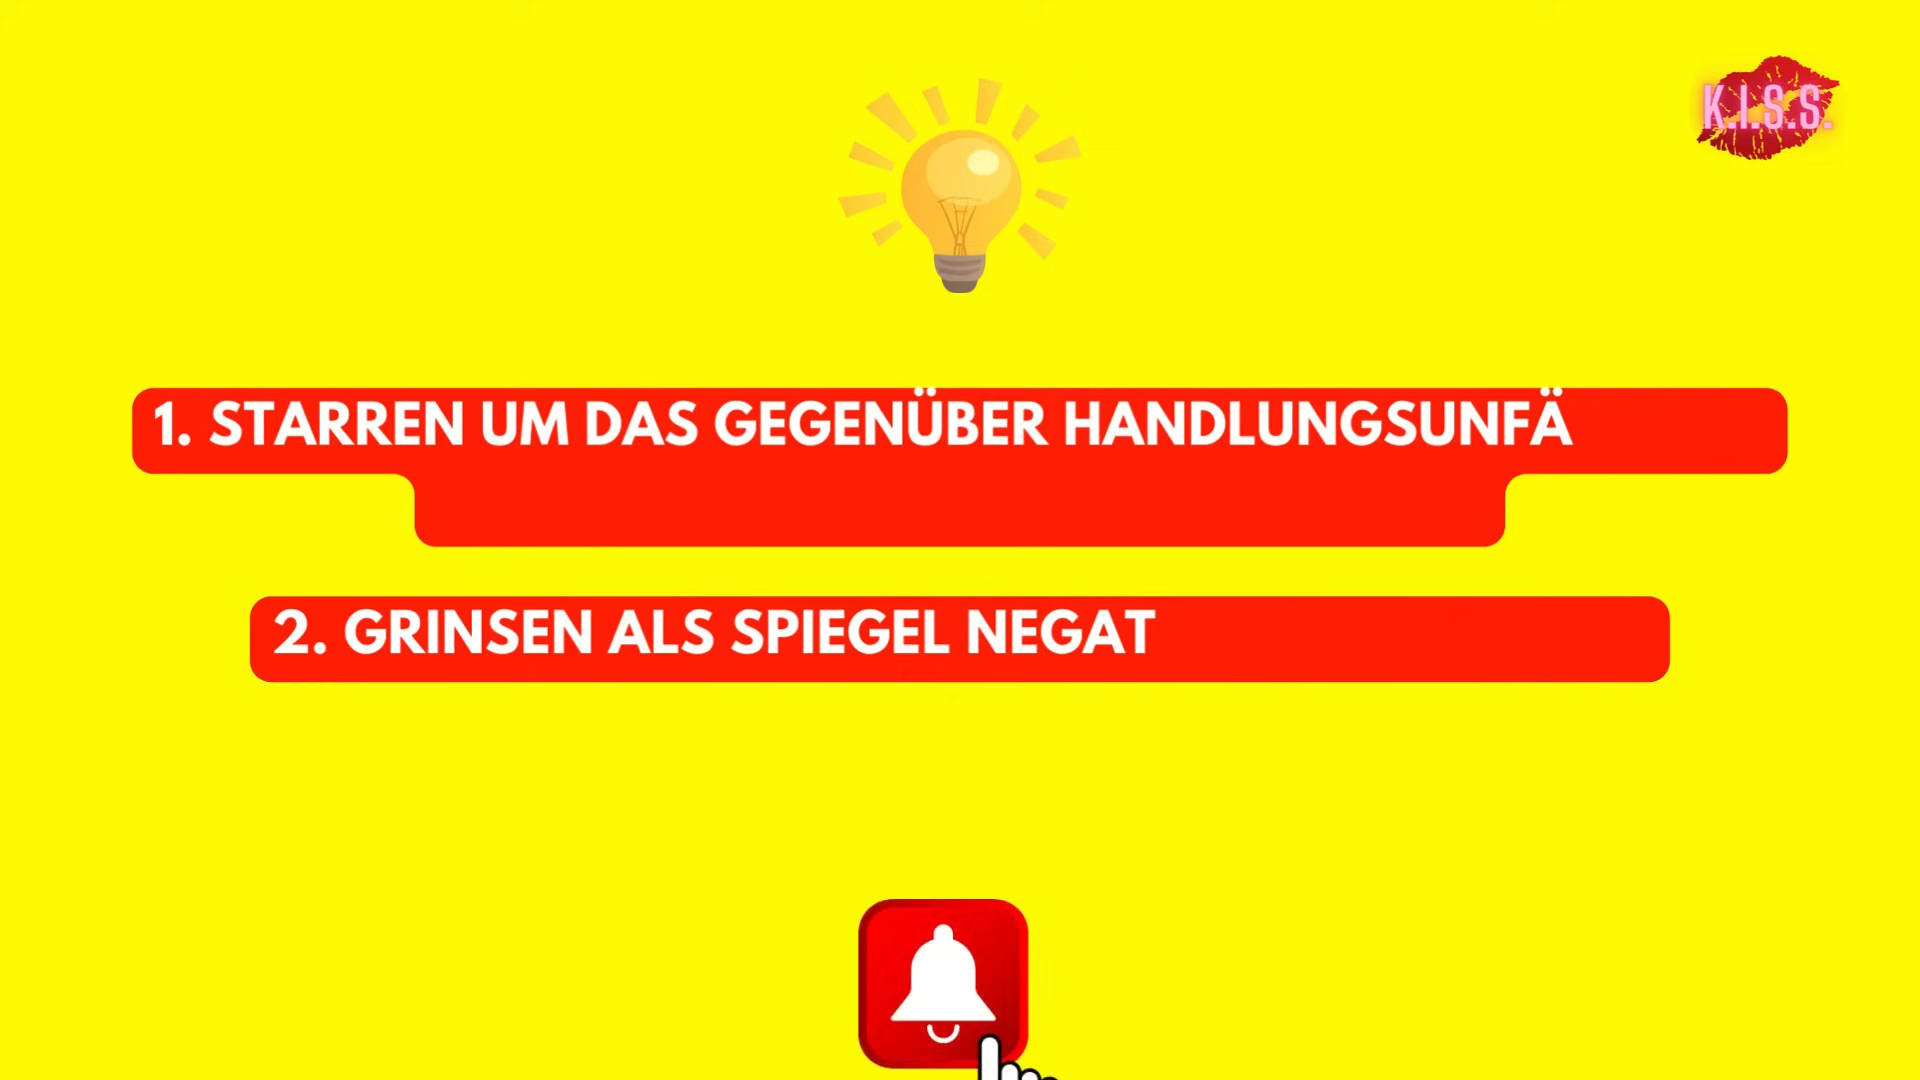 K.I.S.S.
1. STARREN UM DAS GEGENÜBER HANDLUNGSUNFÄ
2. GRINSEN ALS SPIEGEL NEGAT